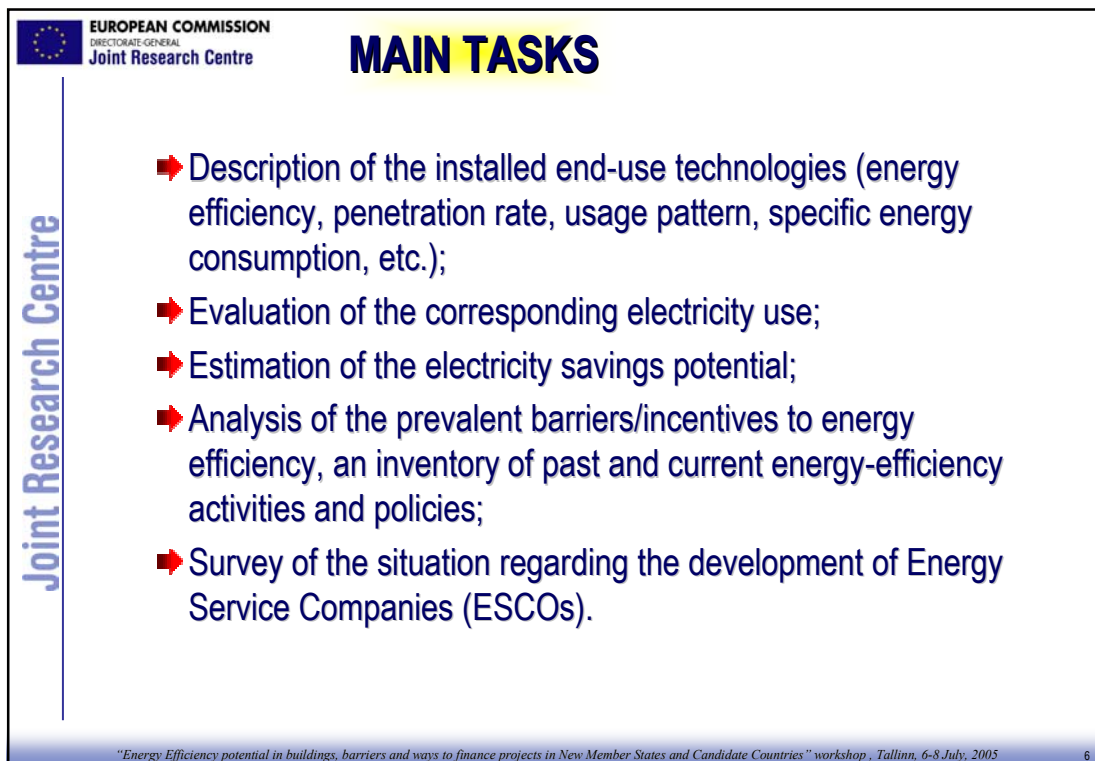 EUROPEAN COMMISSION
DIRECTORATE-GENERAL
Joint Research Centre
MAIN TASKS
Joint Research Centre
Description of the installed end-use technologies (energy
efficiency, penetration rate, usage pattern, specific energy
consumption, etc.);
Evaluation of the corresponding electricity use;
Estimation of the electricity savings potential;
Analysis of the prevalent barriers/incentives to energy
efficiency, an inventory of past and current energy-efficiency
activities and policies;
Survey of the situation regarding the development of Energy
Service Companies (ESCOs).
"Energy Efficiency potential in buildings, barriers and ways to finance projects in New Member States and Candidate Countries" workshop , Tallinn, 6-8 July, 2005
6